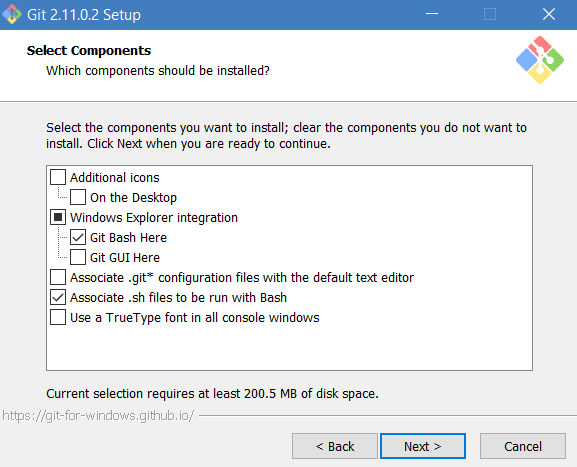 Git 2.11.0.2 Setup
Select Components
Which components should be installed?
Select the components you want to install; clear the components you do not want to
install. Click Next when you are ready to continue.
Additional icons
On the Desktop
Windows Explorer integration
Git Bash Here
Git GUI Here
Associate .git* configuration files with the default text editor
Associate .sh files to be run with Bash
Use a TrueType font in all console windows
Current selection requires at least 200.5 MB of disk space.
https://git-for-windows.github.io/
< Back
Next >
Cancel